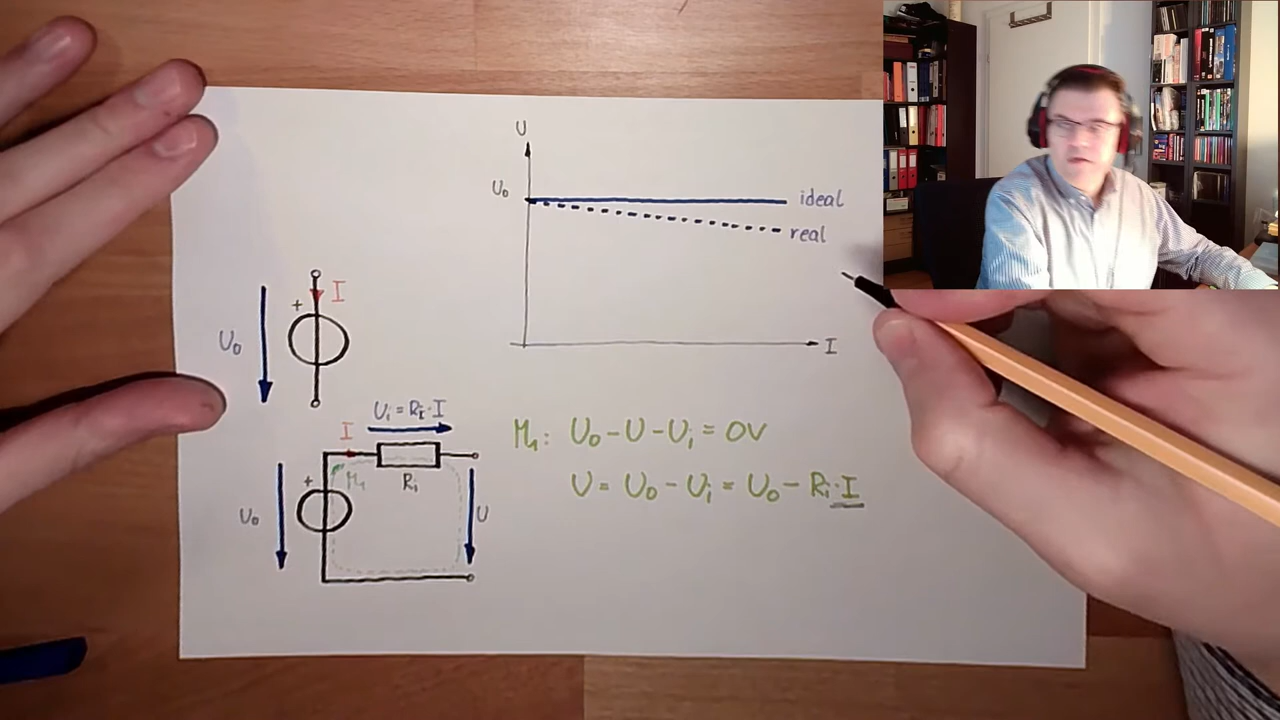 U
U₀
ideal
real
I
+
I
U₀
Uᵢ = Rᵢ · I
I
+
M₁
Rᵢ
U₀
U
M₁: U₀ - U - Uᵢ = 0V
U = U₀ - Uᵢ = U₀ - Rᵢ · I